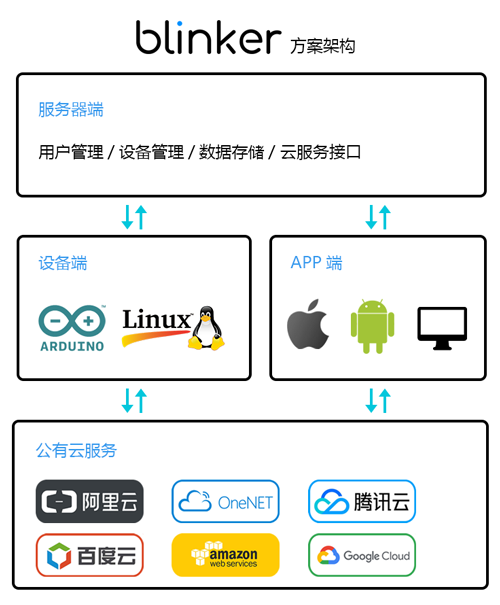 blinker 方案架构
服务器端
用户管理 / 设备管理 / 数据存储 / 云服务接口
设备端
APP 端
ARDUINO
Linux™
公有云服务
阿里云
OneNET
腾讯云
百度云
amazon
web services
Google Cloud